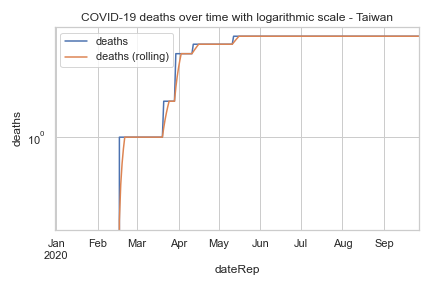 COVID-19 deaths over time with logarithmic scale - Taiwan
deaths
deaths (rolling)
deaths
10⁰
Jan Feb Mar Apr May Jun Jul Aug Sep
2020
dateRep